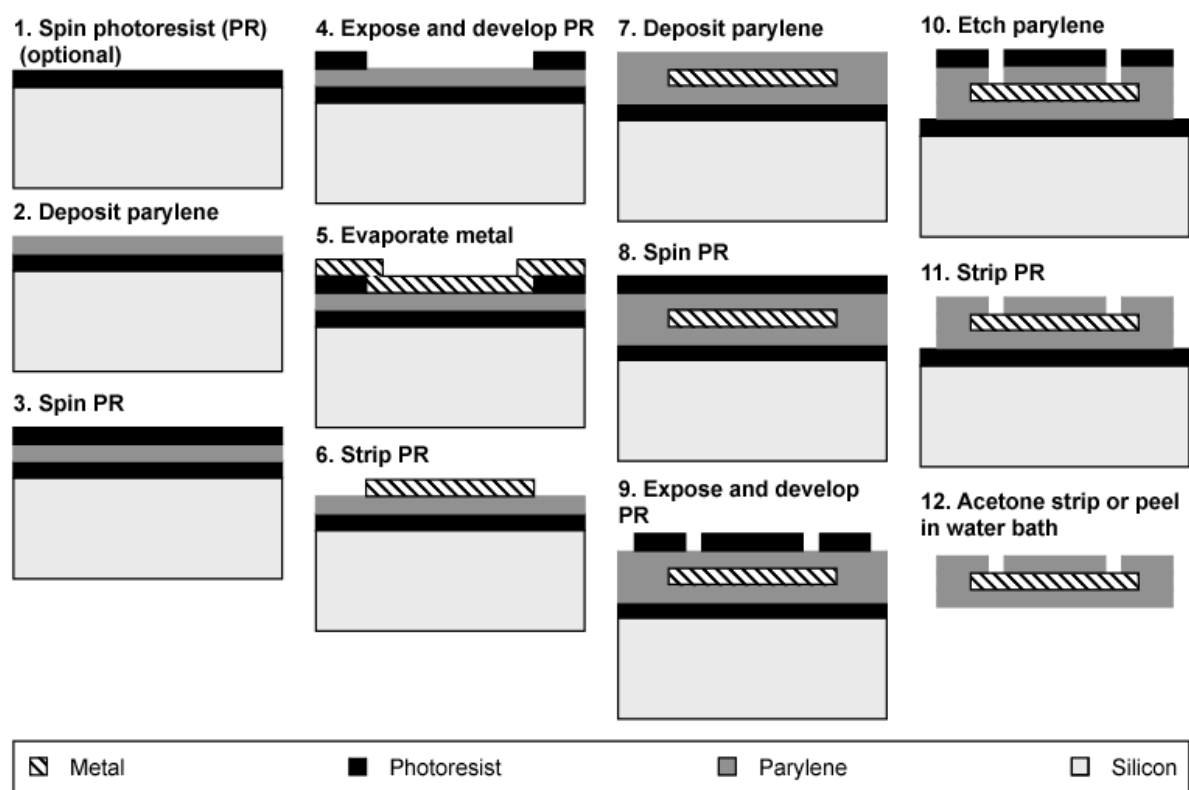 1. Spin photoresist (PR)
(optional)
2. Deposit parylene
3. Spin PR
4. Expose and develop PR
5. Evaporate metal
6. Strip PR
7. Deposit parylene
8. Spin PR
9. Expose and develop
PR
10. Etch parylene
11. Strip PR
12. Acetone strip or peel
in water bath
Metal
Photoresist
Parylene
Silicon